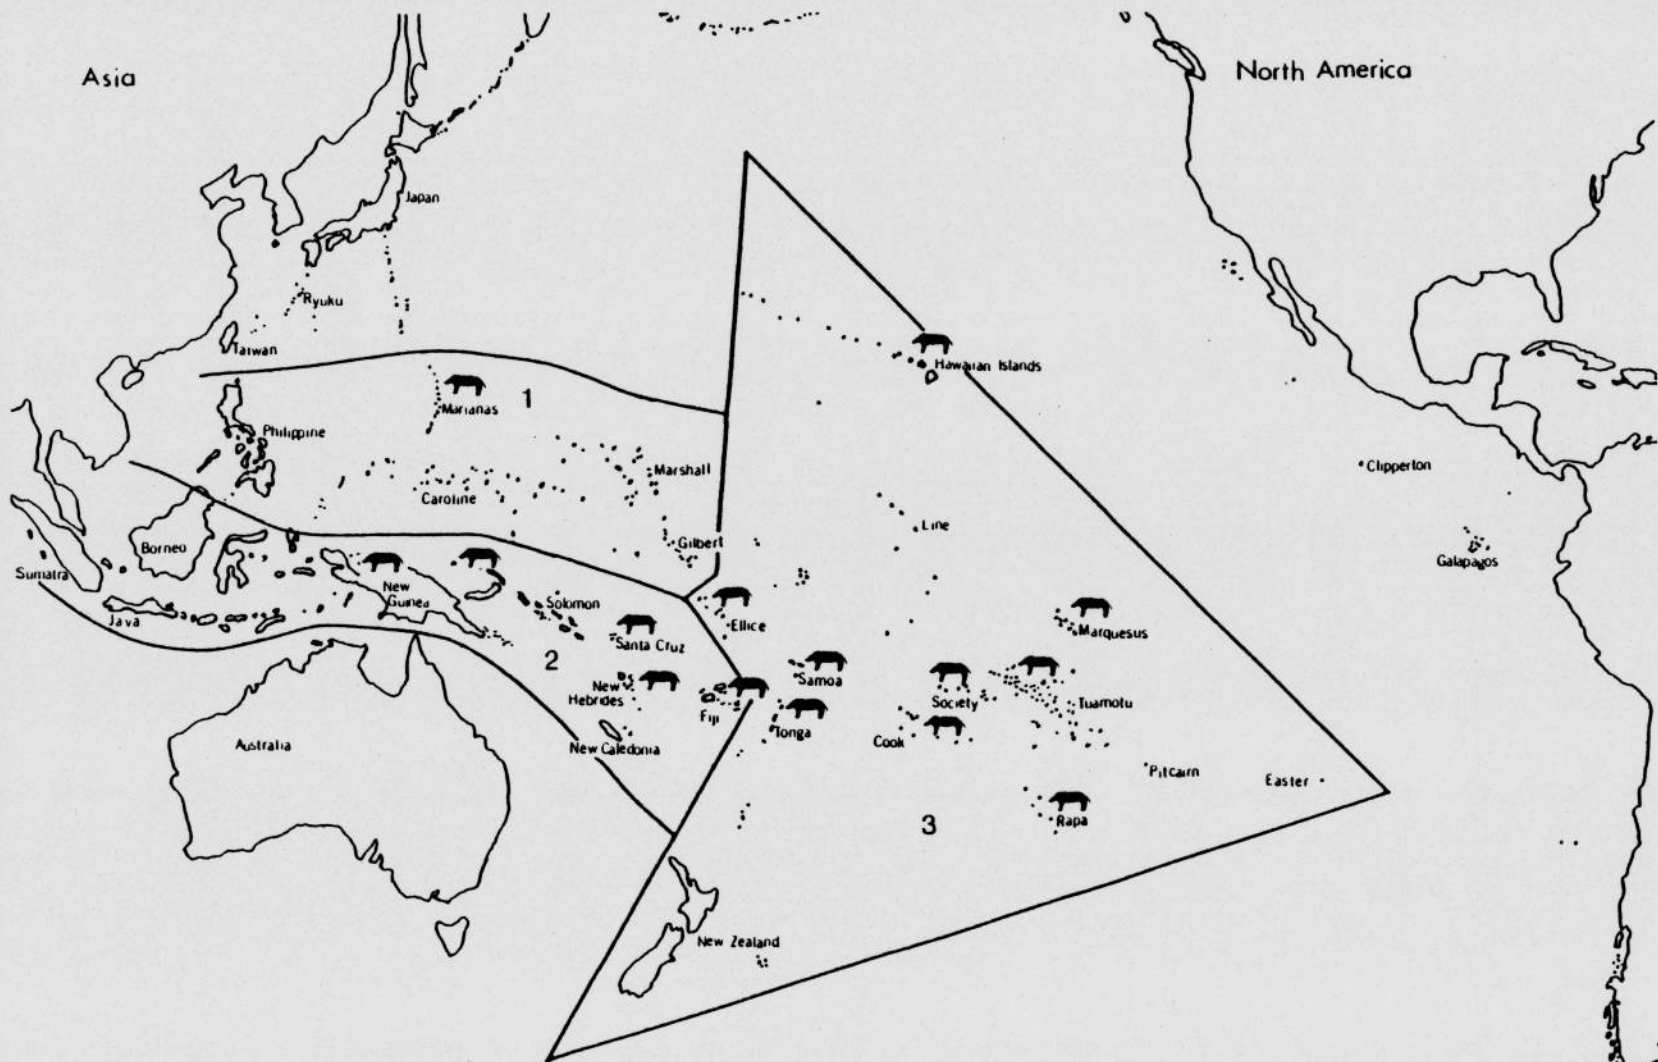 Asia
North America
Japan
Ryuku
Taiwan
Hawaiian Islands
Marianas
1
Philippine
Marshall
Clipperton
Caroline
Line
Gilbert
Borneo
Galapagos
Sumatra
New
Guinea
Solomon
Java
Ellice
Marquesus
Santa Cruz
2
Samoa
New
Hebrides
Society
Tuamotu
Fiji
Tonga
Cook
Australia
New Caledonia
Pitcairn
Easter
Rapa
3
New Zealand